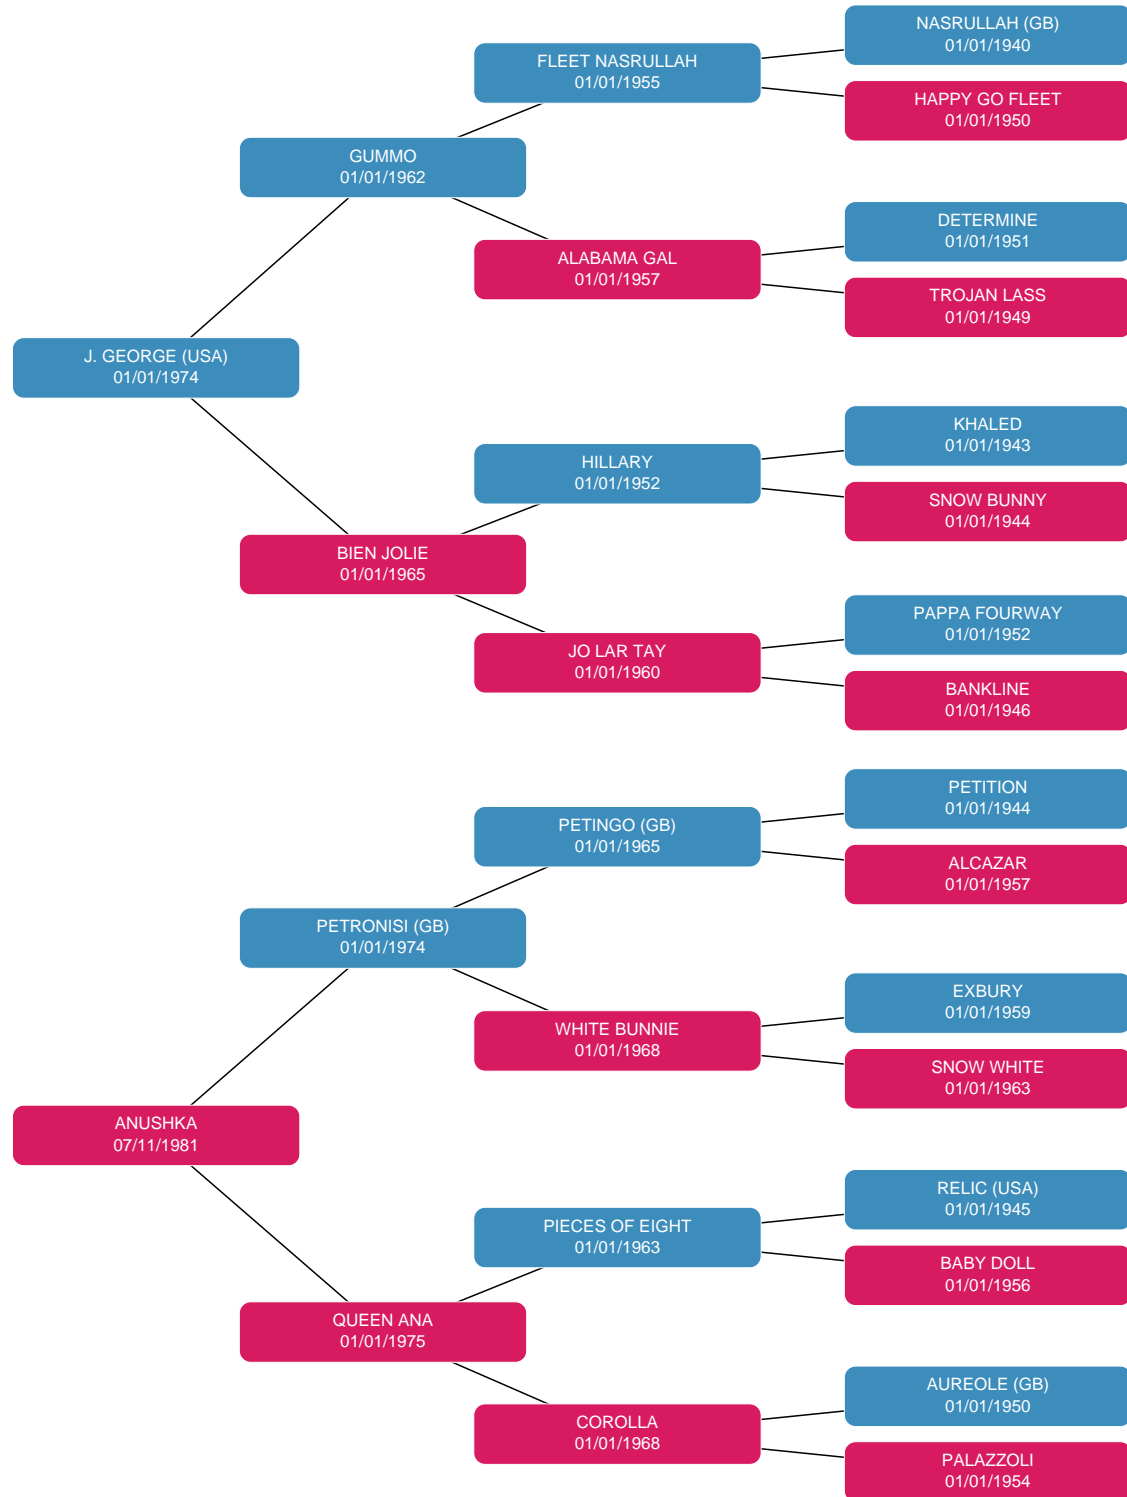 NASRULLAH (GB)
01/01/1940
FLEET NASRULLAH
01/01/1955
HAPPY GO FLEET
01/01/1950
GUMMO
01/01/1962
DETERMINE
01/01/1951
ALABAMA GAL
01/01/1957
TROJAN LASS
01/01/1949
J. GEORGE (USA)
01/01/1974
KHALED
01/01/1943
HILLARY
01/01/1952
SNOW BUNNY
01/01/1944
BIEN JOLIE
01/01/1965
PAPPA FOURWAY
01/01/1952
JO LAR TAY
01/01/1960
BANKLINE
01/01/1946
PETITION
01/01/1944
PETINGO (GB)
01/01/1965
ALCAZAR
01/01/1957
PETRONISI (GB)
01/01/1974
EXBURY
01/01/1959
WHITE BUNNIE
01/01/1968
SNOW WHITE
01/01/1963
ANUSHKA
07/11/1981
RELIC (USA)
01/01/1945
PIECES OF EIGHT
01/01/1963
BABY DOLL
01/01/1956
QUEEN ANA
01/01/1975
AUREOLE (GB)
01/01/1950
COROLLA
01/01/1968
PALAZZOLI
01/01/1954